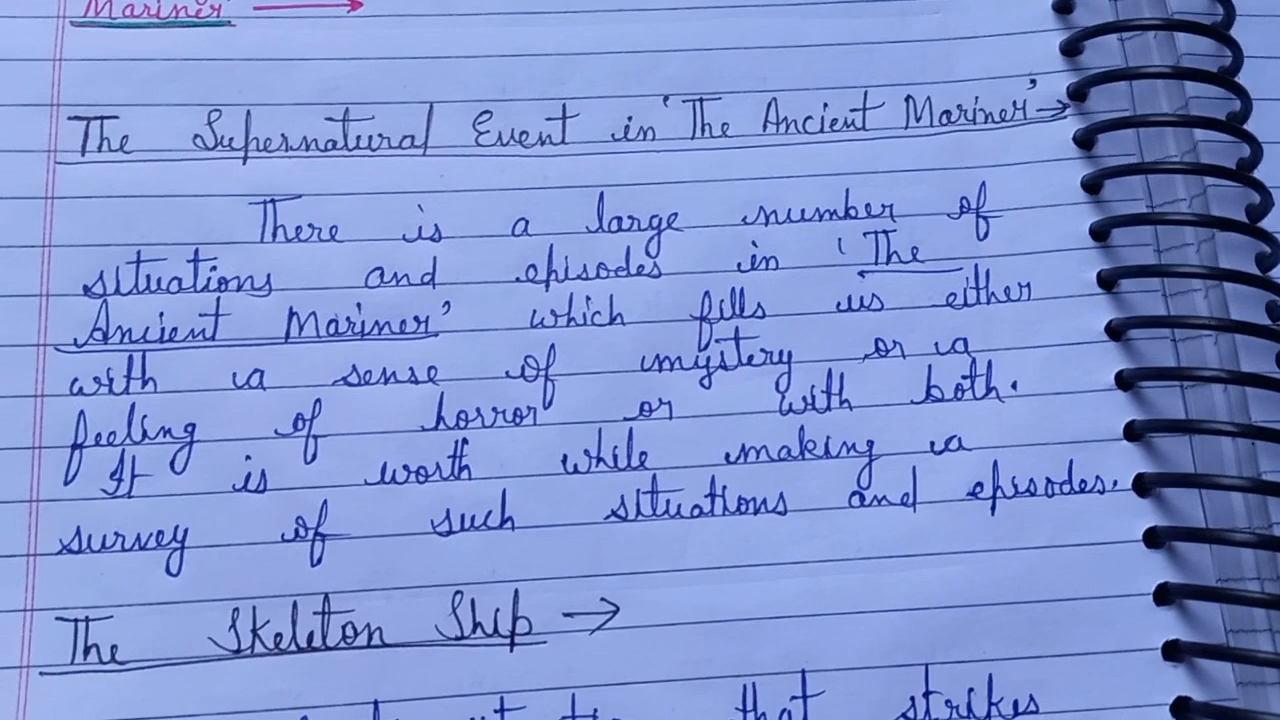 Mariner →
The Supernatural Event in 'The Ancient Mariner' →
There is a large number of
situations and episodes in 'The
Ancient Mariner' which fills us either
with a sense of mystery or a
feeling of horror or with both.
It is worth while making a
survey of such situations and episodes.
The Skeleton Ship →
that strikes